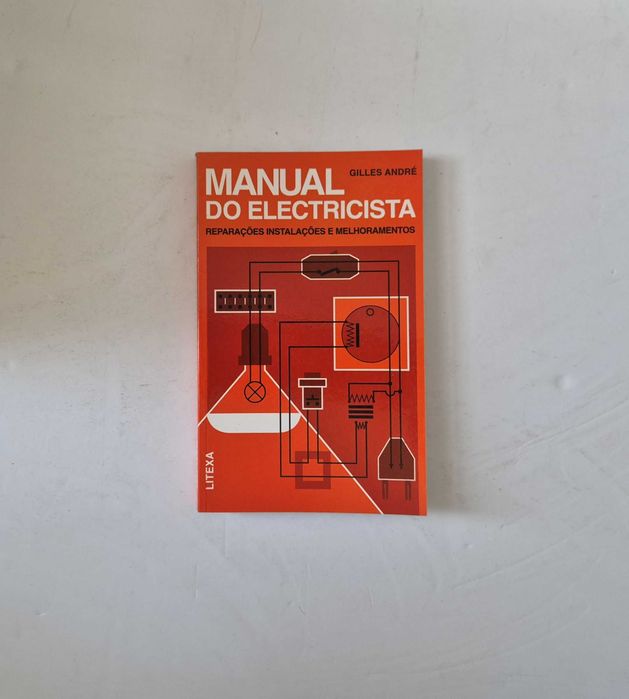 GILLES ANDRÉ
MANUAL
DO ELECTRICISTA
REPARAÇÕES INSTALAÇÕES E MELHORAMENTOS
LITEXA